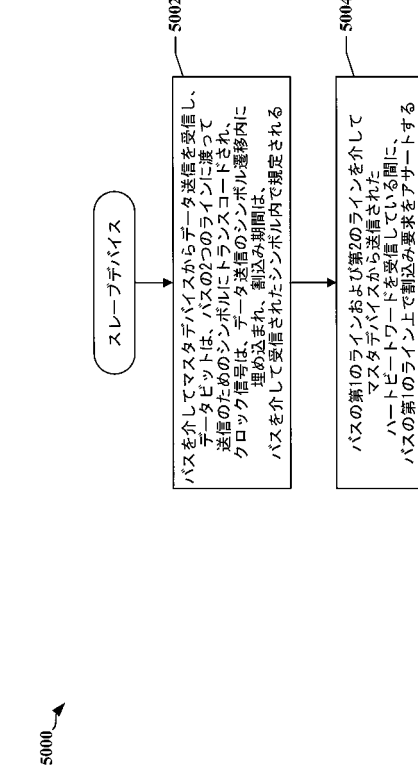 5000
スレーブデバイス
5002
バスを介してマスタデバイスからデータ送信を受信し、
データビットは、バスの2つのラインに渡って
送信のためのシンボルにトランスコードされ、
クロック信号は、データ送信のシンボル遷移内に
埋め込まれ、割込み期間は、
バスを介して受信されたシンボル内で規定される
5004
バスの第1のラインおよび第2のラインを介して
マスタデバイスから送信された
ハートビートワードを受信している間に、
バスの第1のライン上で割込み要求をアサートする